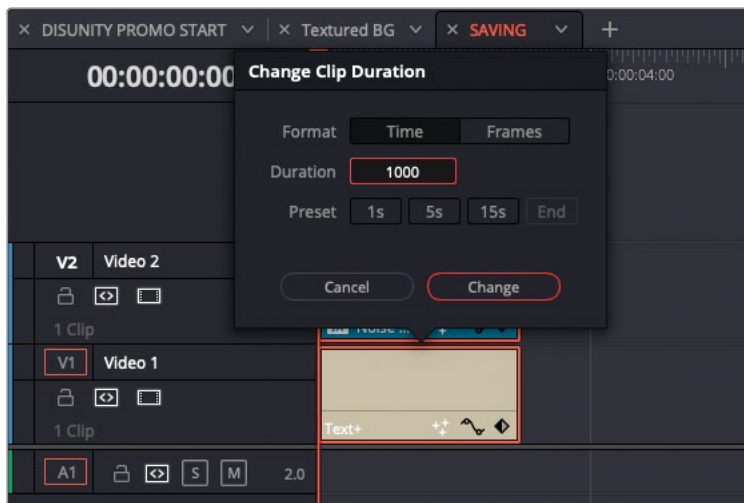 × DISUNITY PROMO START × Textured BG × SAVING +
00:00:00:00
Change Clip Duration
0:00:04:00
Format Time Frames
Duration 1000
Preset 1s 5s 15s End
Cancel Change
V2 Video 2
1 Clip
Noise ...
V1 Video 1
1 Clip
Text+
A1 S M 2.0